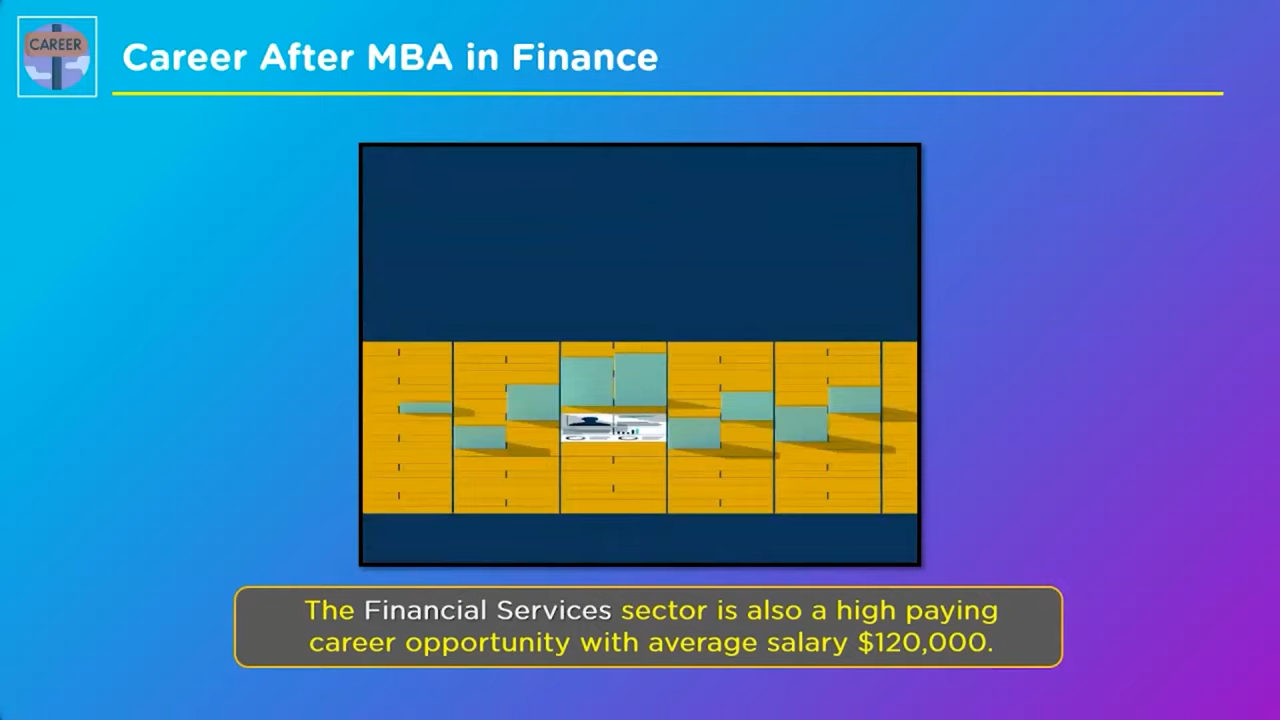 CAREER
Career After MBA in Finance
The Financial Services sector is also a high paying
career opportunity with average salary $120,000.